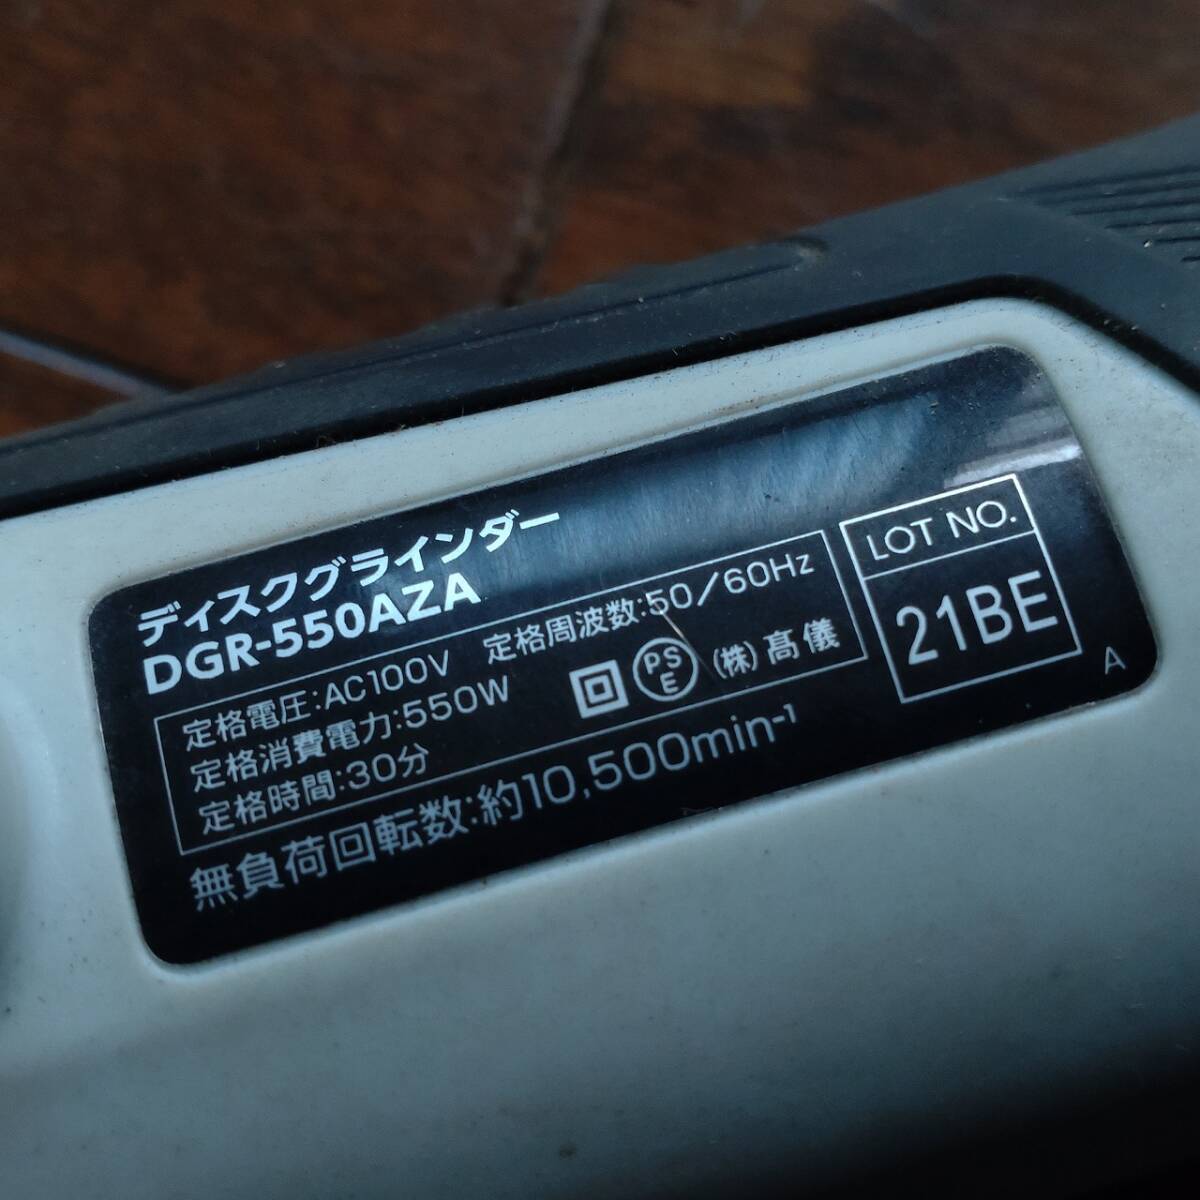 ディスクグラインダー
DGR-550AZA
定格電圧:AC100V 定格周波数:50/60Hz
定格消費電力:550W PSE (株)髙儀
定格時間:30分
無負荷回転数:約10,500min⁻¹
LOT NO.
21BE
A